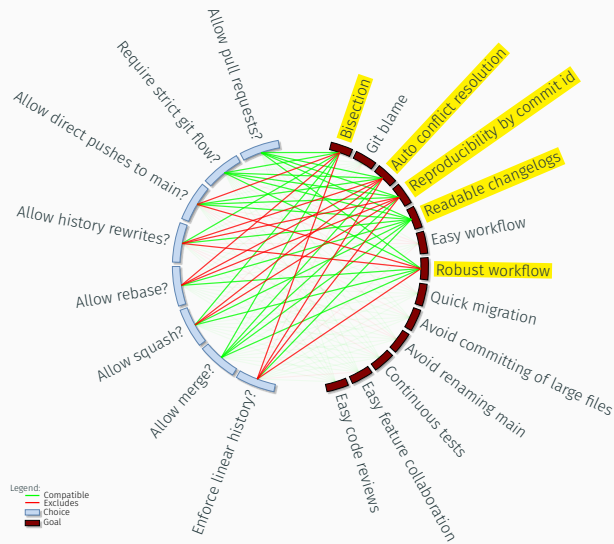 Allow pull requests?
Require strict git flow?
Allow direct pushes to main?
Allow history rewrites?
Allow rebase?
Allow squash?
Allow merge?
Enforce linear history?
Bisection
Git blame
Auto conflict resolution
Reproducibility by commit id
Readable changelogs
Easy workflow
Robust workflow
Quick migration
Avoid committing of large files
Avoid renaming main
Continuous tests
Easy feature collaboration
Easy code reviews
Legend:
Compatible
Excludes
Choice
Goal